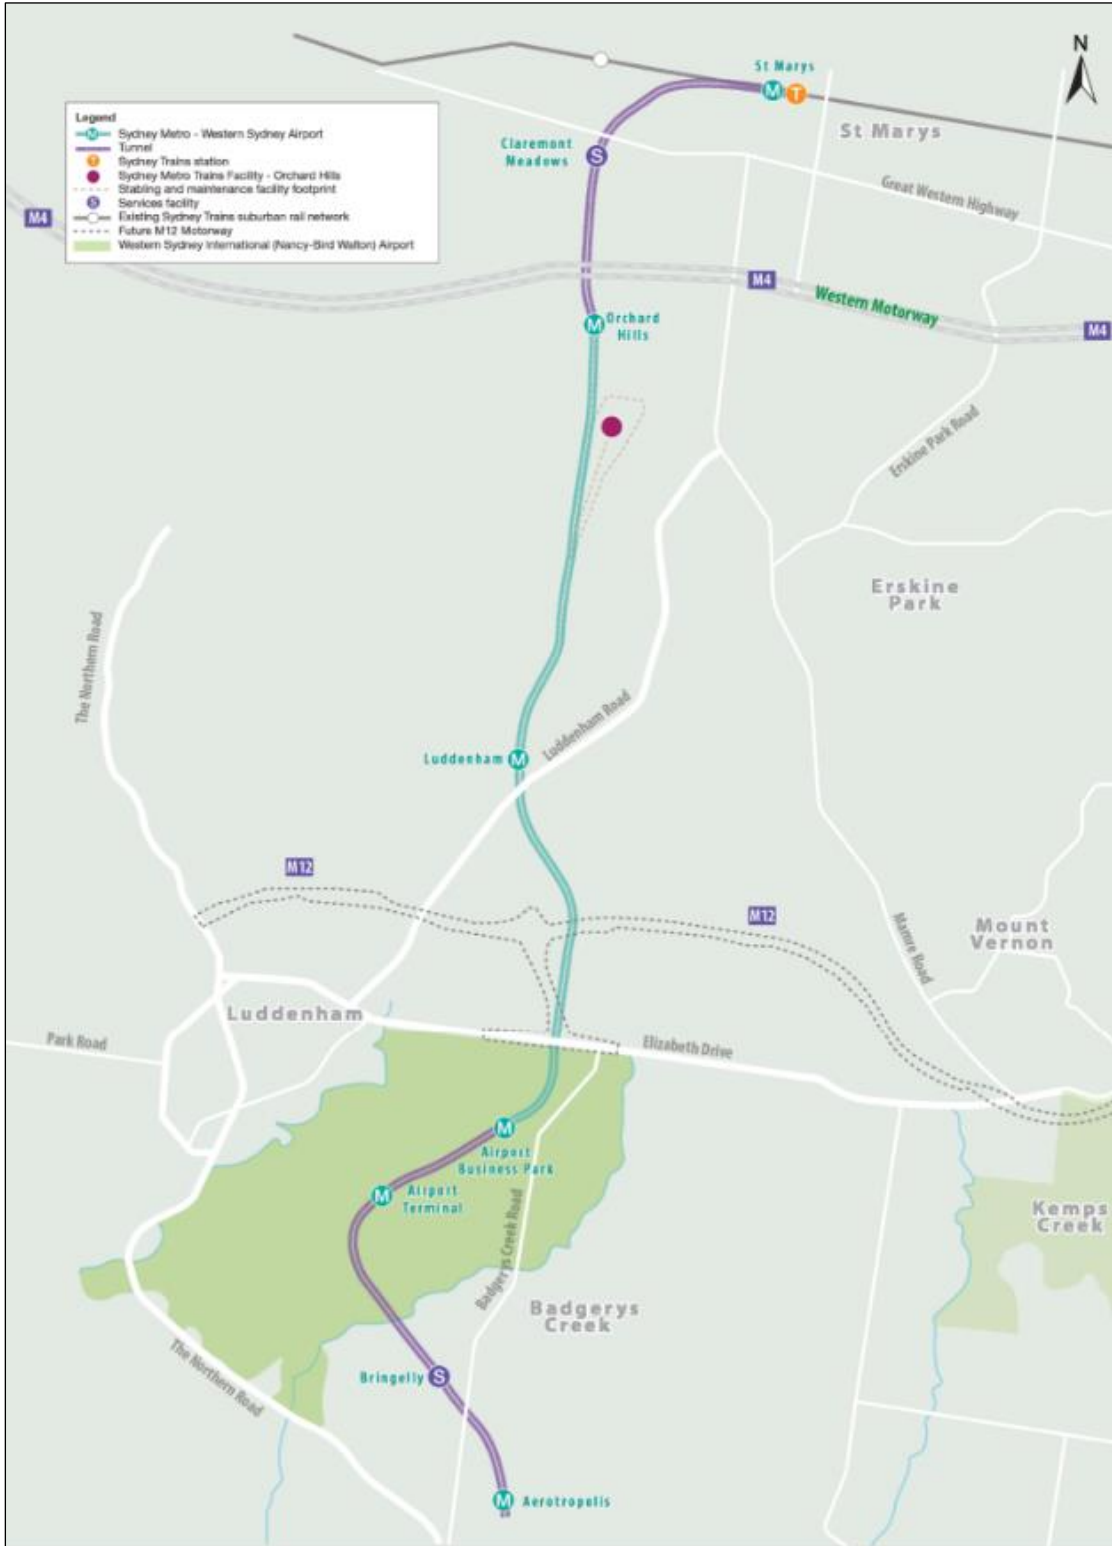 N
St Marys
M
T
St Marys
Legend
M
Sydney Metro - Western Sydney Airport
Tunnel
T
Sydney Trains station
Sydney Metro Trains Facility - Orchard Hills
Stabling and maintenance facility footprint
S
Services facility
Existing Sydney Trains suburban rail network
Future M12 Motorway
Western Sydney International (Nancy-Bird Walton) Airport
Claremont
Meadows
S
Great Western Highway
M4
M4
Western Motorway
M4
M
Orchard
Hills
Erskine Park Road
Erskine
Park
The Northern Road
Luddenham Road
Luddenham
M
M12
M12
Mamre Road
Mount
Vernon
Luddenham
Park Road
Elizabeth Drive
M
Airport
Business Park
M
Airport
Terminal
Badgerys Creek Road
Kemps
Creek
Badgerys
Creek
The Northern Road
Bringelly
S
M
Aerotropolis